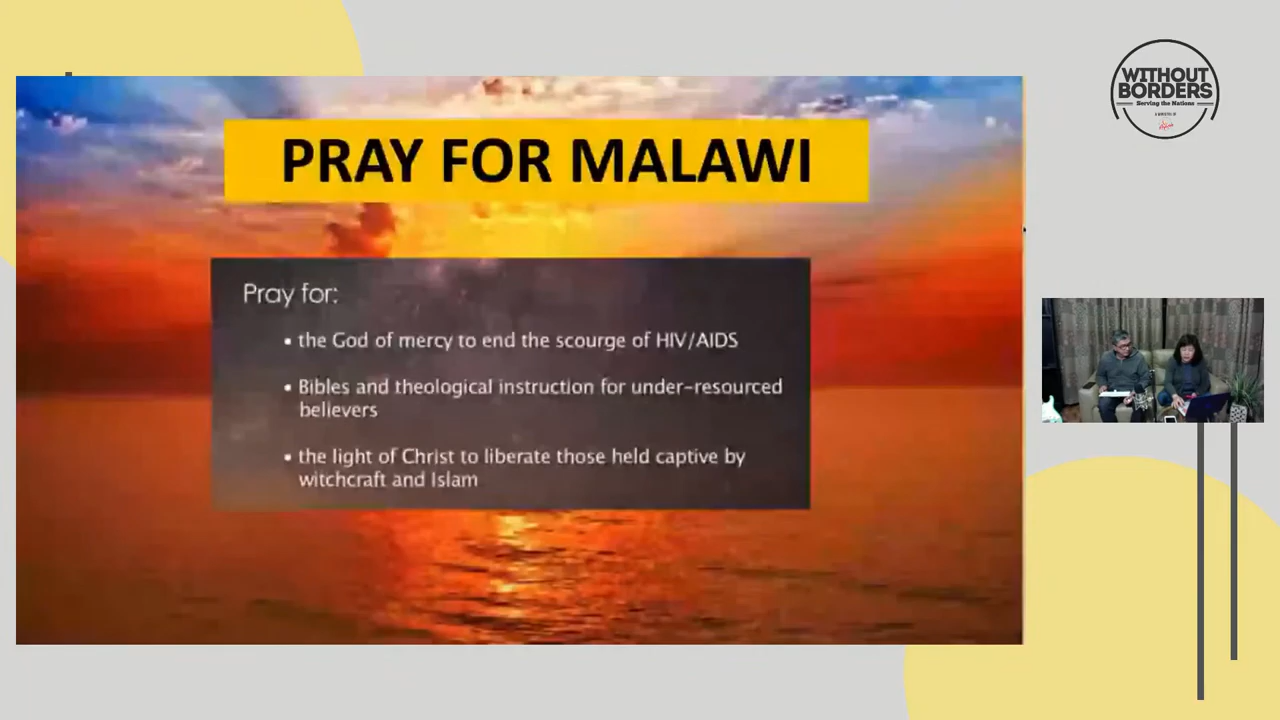 WITHOUT
BORDERS
Serving the Nations
PRAY FOR MALAWI
Pray for:
• the God of mercy to end the scourge of HIV/AIDS
• Bibles and theological instruction for under-resourced
believers
• the light of Christ to liberate those held captive by
witchcraft and Islam